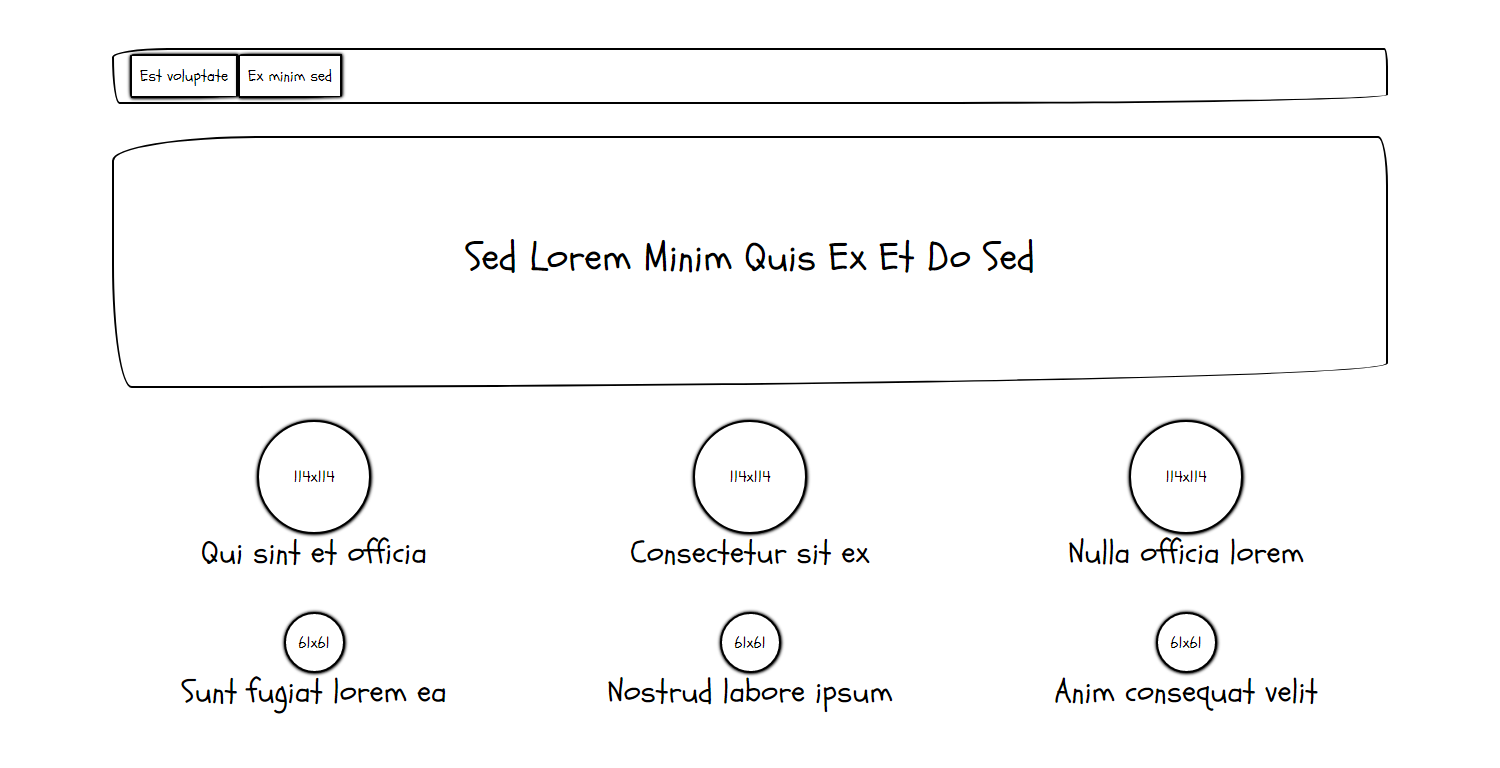 Est voluptate Ex minim sed
Sed Lorem Minim Quis Ex Et Do Sed
114x114 114x114 114x114
Qui sint et officia Consectetur sit ex Nulla officia lorem
61x61 61x61 61x61
Sunt fugiat lorem ea Nostrud labore ipsum Anim consequat velit